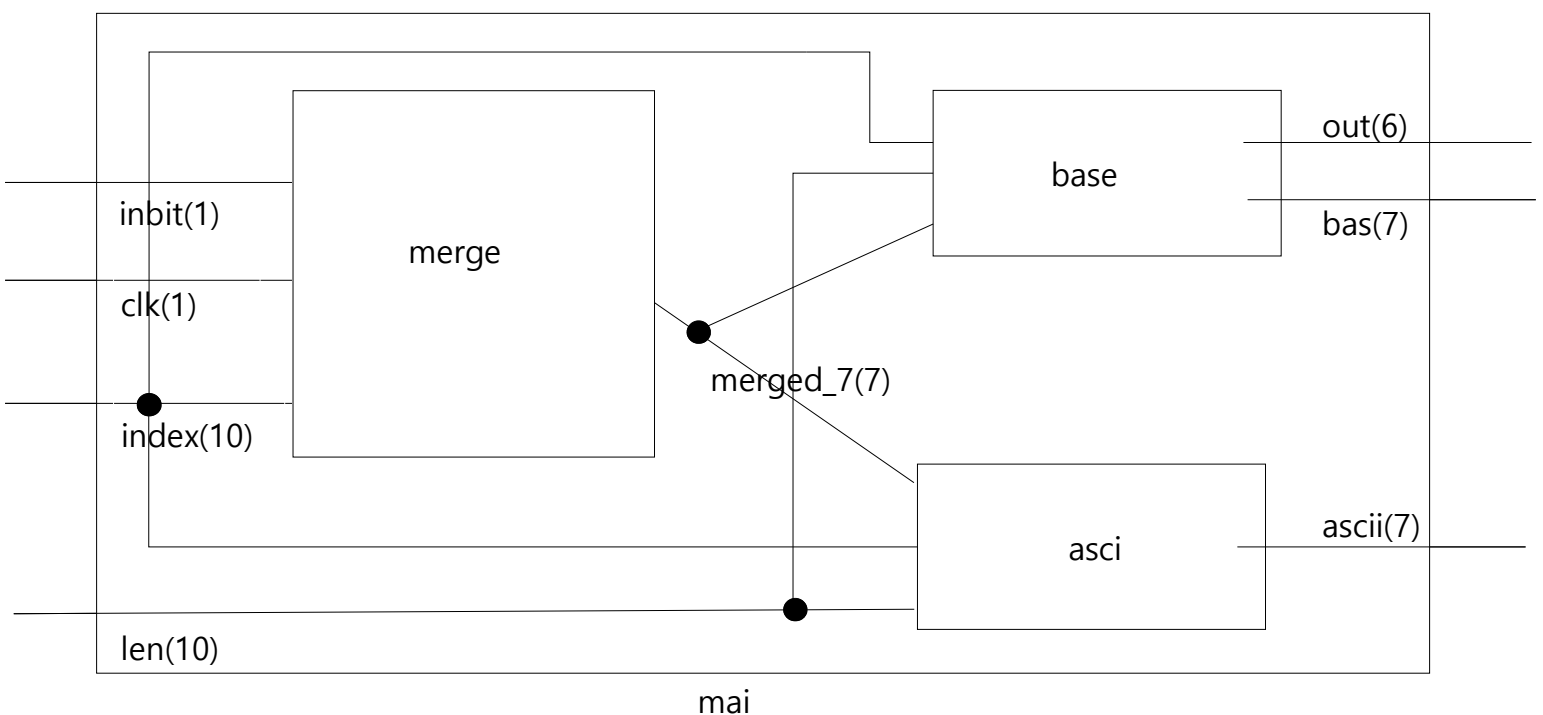 out(6)
base
inbit(1)
bas(7)
merge
clk(1)
merged_7(7)
index(10)
ascii(7)
asci
len(10)
mai